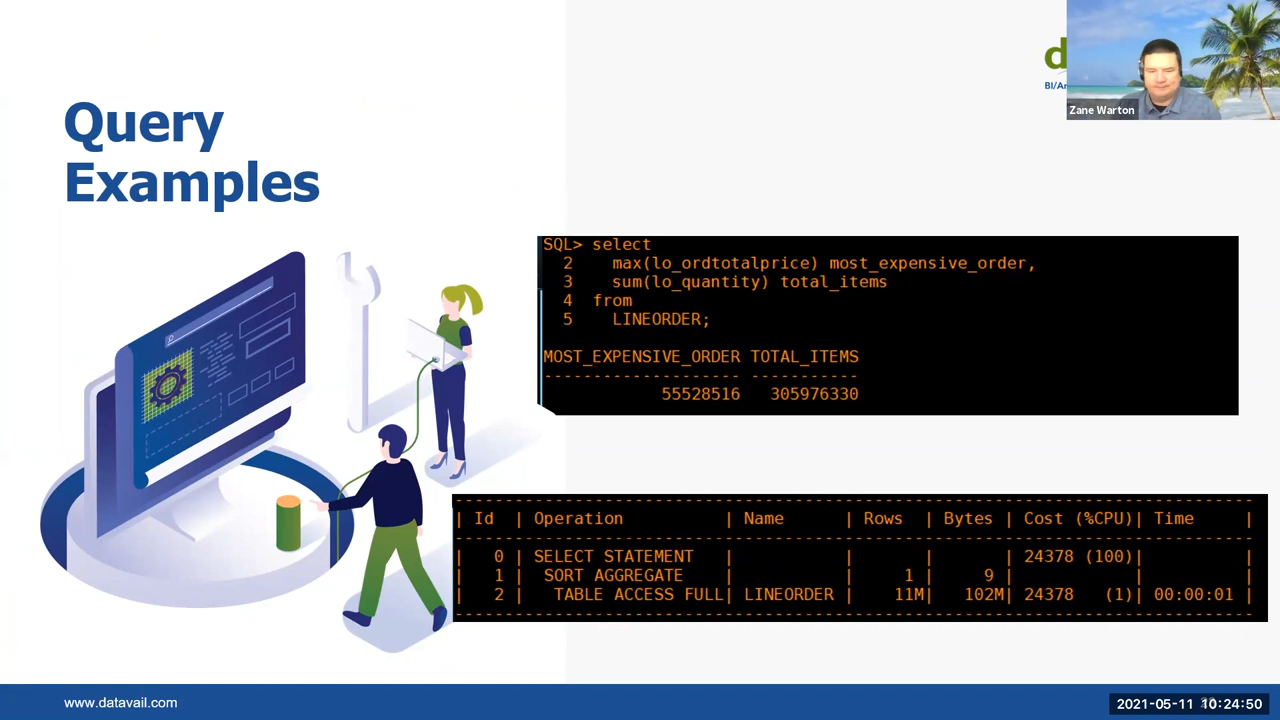 Query
Examples
Zane Warton
SQL> select
2 max(lo_ordtotalprice) most_expensive_order,
3 sum(lo_quantity) total_items
4 from
5 LINEORDER;
MOST_EXPENSIVE_ORDER TOTAL_ITEMS
-------------------- -----------
55528516 305976330
| Id | Operation | Name | Rows | Bytes | Cost (%CPU)| Time |
| 0 | SELECT STATEMENT | | | | 24378 (100)| |
| 1 | SORT AGGREGATE | | 1 | 9 | | |
| 2 | TABLE ACCESS FULL| LINEORDER | 11M| 102M| 24378 (1)| 00:00:01 |
www.datavail.com
2021-05-11 10:24:50